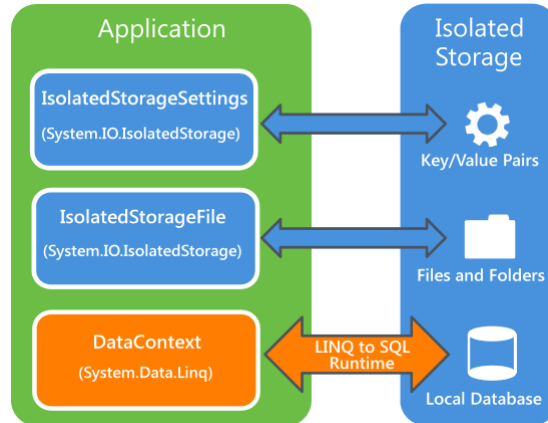 Application
Isolated
Storage
IsolatedStorageSettings
(System.IO.IsolatedStorage)
Key/Value Pairs
IsolatedStorageFile
(System.IO.IsolatedStorage)
Files and Folders
DataContext
(System.Data.Linq)
LINQ to SQL
Runtime
Local Database